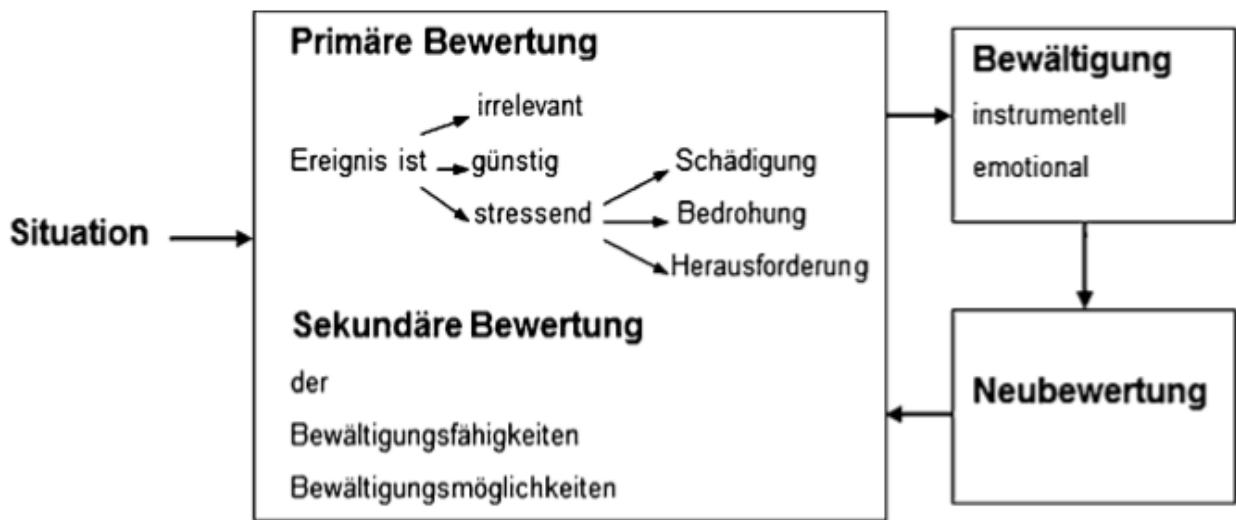 Situation
Primäre Bewertung
irrelevant
Ereignis ist
günstig
Schädigung
stressend
Bedrohung
Herausforderung
Sekundäre Bewertung
der
Bewältigungsfähigkeiten
Bewältigungsmöglichkeiten
Bewältigung
instrumentell
emotional
Neubewertung